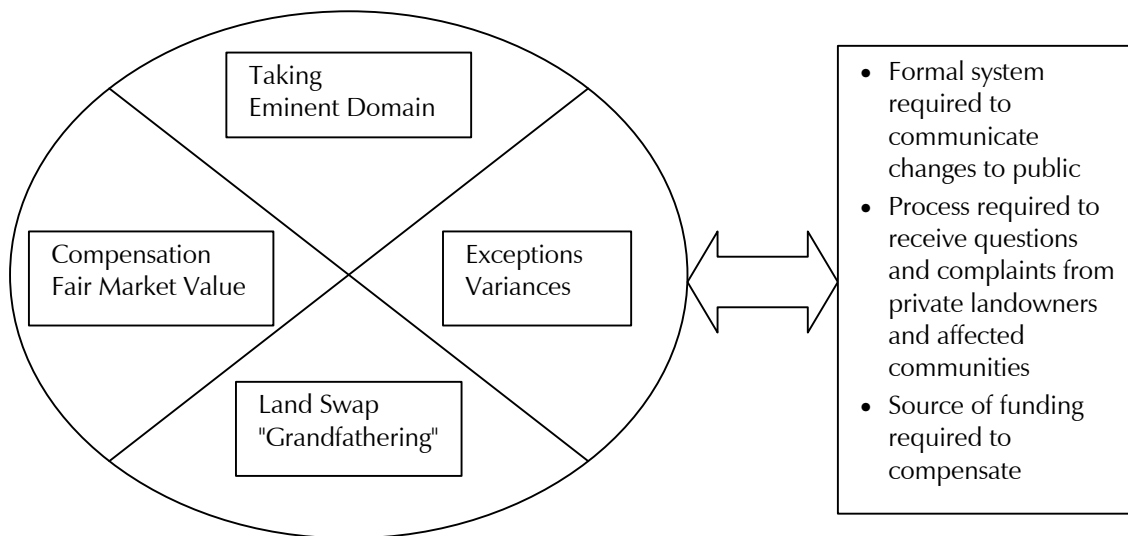 Taking
Eminent Domain
Compensation
Fair Market Value
Exceptions
Variances
Land Swap
"Grandfathering"
• Formal system
required to
communicate
changes to public
• Process required to
receive questions
and complaints from
private landowners
and affected
communities
• Source of funding
required to
compensate